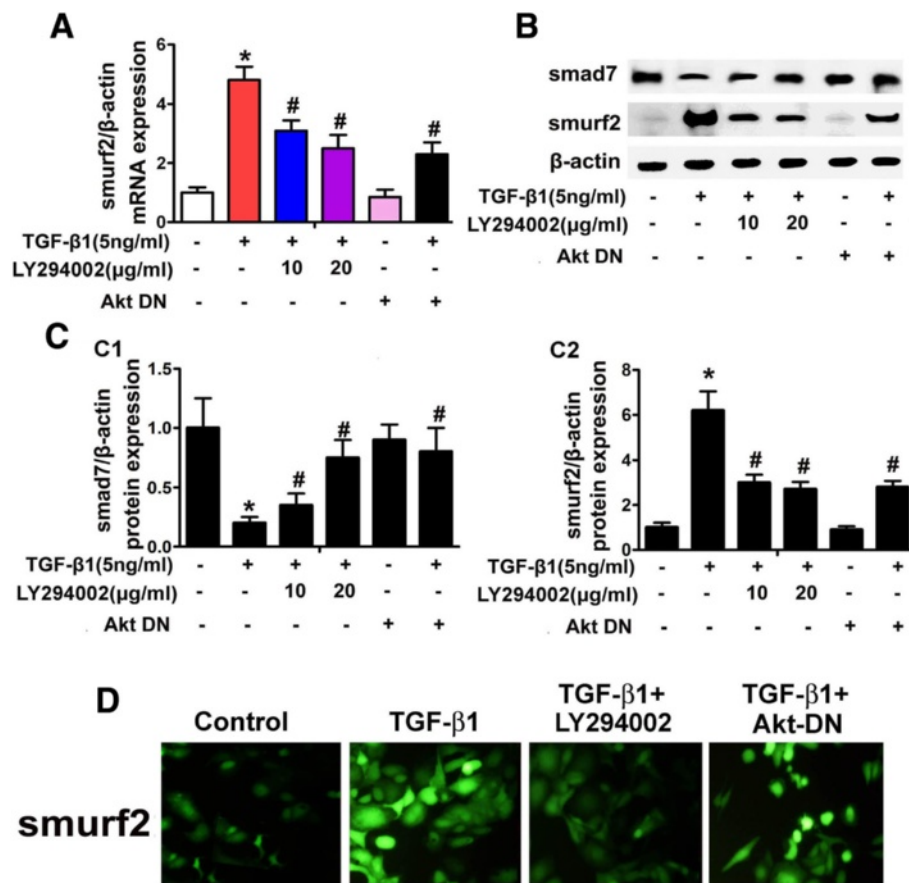 A
smurf2/β-actin
mRNA expression
6
4
2
0
*
#
#
#
TGF-β1(5ng/ml) - + + + - +
LY294002(μg/ml) - - 10 20 - -
Akt DN - - - - + +
B
smad7
smurf2
β-actin
TGF-β1(5ng/ml) - + + + - +
LY294002(μg/ml) - - 10 20 - -
Akt DN - - - - + +
C
C1
smad7/β-actin
protein expression
1.5
1.0
0.5
0.0
*
#
#
#
TGF-β1(5ng/ml) - + + + - +
LY294002(μg/ml) - - 10 20 - -
Akt DN - - - - + +
C2
smurf2/β-actin
protein expression
8
6
4
2
0
*
#
#
#
TGF-β1(5ng/ml) - + + + - +
LY294002(μg/ml) - - 10 20 - -
Akt DN - - - - + +
D
Control
TGF-β1
TGF-β1+
LY294002
TGF-β1+
Akt-DN
smurf2